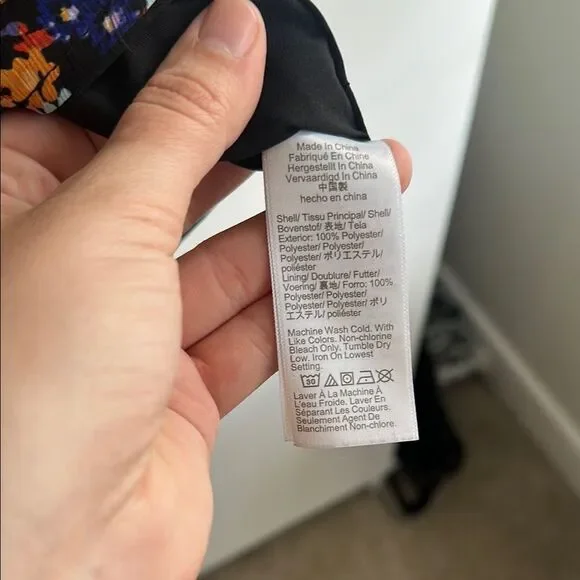 Made In China
Fabriqué En Chine
Hergestellt In China
Vervaardigd In China
中国製
hecho en china
Shell/ Tissu Principal/ Shell/
Bovenstof/ 表地/ Tela
Exterior: 100% Polyester/
Polyester/ Polyester/
Polyester/ ポリエステル/
poliéster
Lining/ Doublure/ Futter/
Voering/ 裏地/ Forro: 100%
Polyester/ Polyester/
Polyester/ Polyester/ ポリ
エステル/ poliéster
Machine Wash Cold. With
Like Colors. Non-chlorine
Bleach Only. Tumble Dry
Low. Iron On Lowest
Setting.
30
Laver À La Machine À
L'eau Froide. Laver En
Séparant Les Couleurs.
Seulement Agent De
Blanchiment Non-chlore.